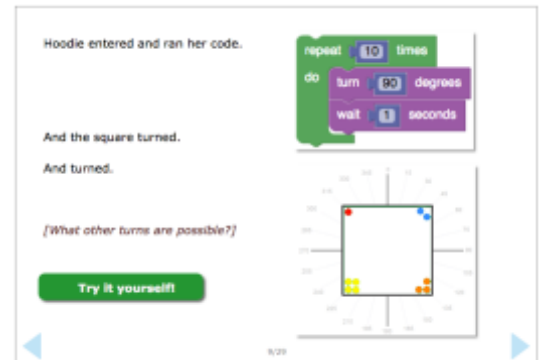 Hoodie entered and ran her code.
repeat 10 times
do
turn 90 degrees
wait 1 seconds
And the square turned.
And turned.
[What other turns are possible?]
Try it yourself!
9/20